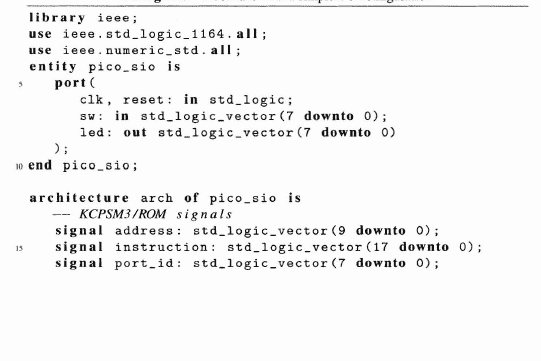 library ieee;
use ieee.std_logic_1164.all;
use ieee.numeric_std.all;
entity pico_sio is
5 port(
clk, reset: in std_logic;
sw: in std_logic_vector(7 downto 0);
led: out std_logic_vector(7 downto 0)
);
10 end pico_sio;
architecture arch of pico_sio is
-- KCPSM3/ROM signals
signal address: std_logic_vector(9 downto 0);
15 signal instruction: std_logic_vector(17 downto 0);
signal port_id: std_logic_vector(7 downto 0);